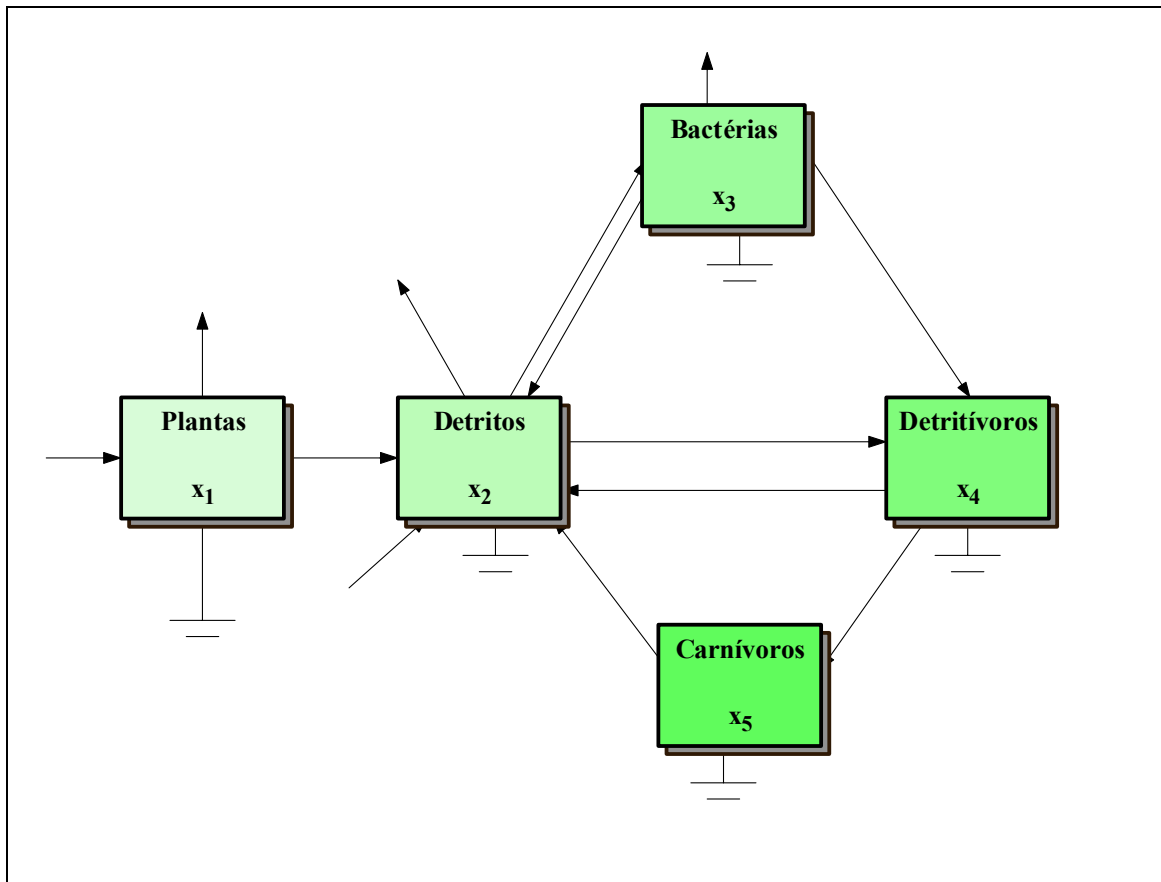 Bactérias
x3
Plantas
x1
Detritos
x2
Detritívoros
x4
Carnívoros
x5